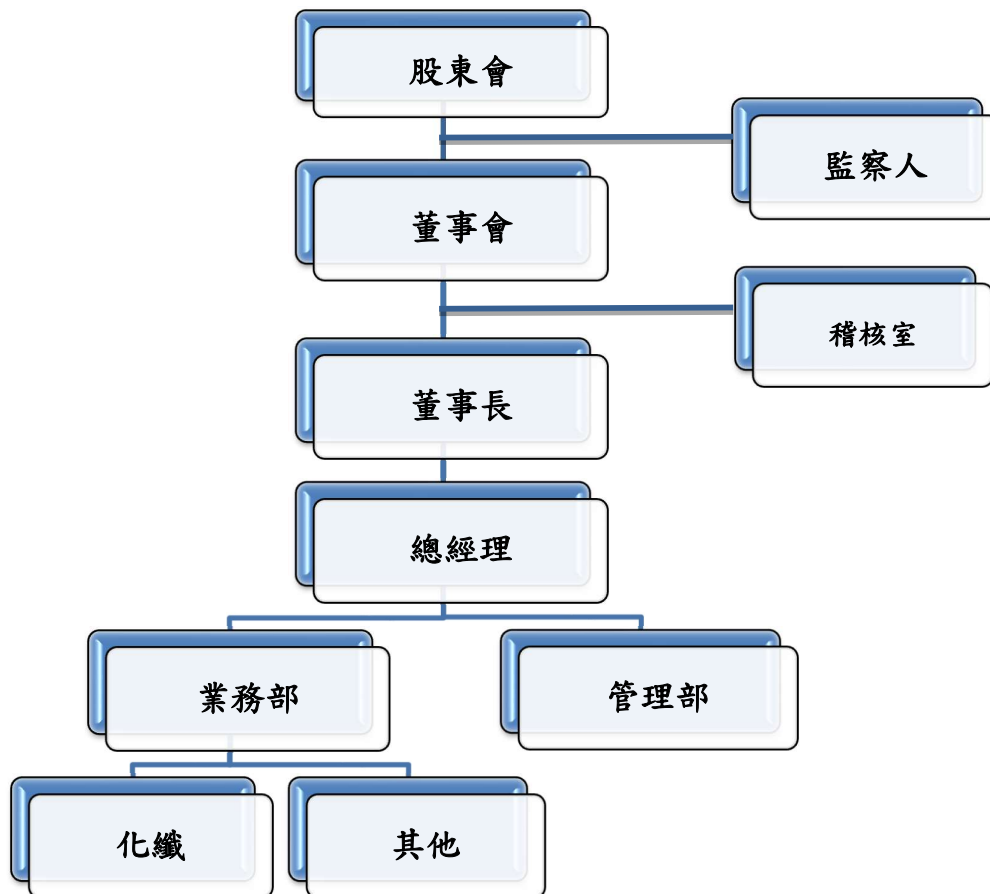 股東會
監察人
董事會
稽核室
董事長
總經理
業務部
管理部
化纖
其他